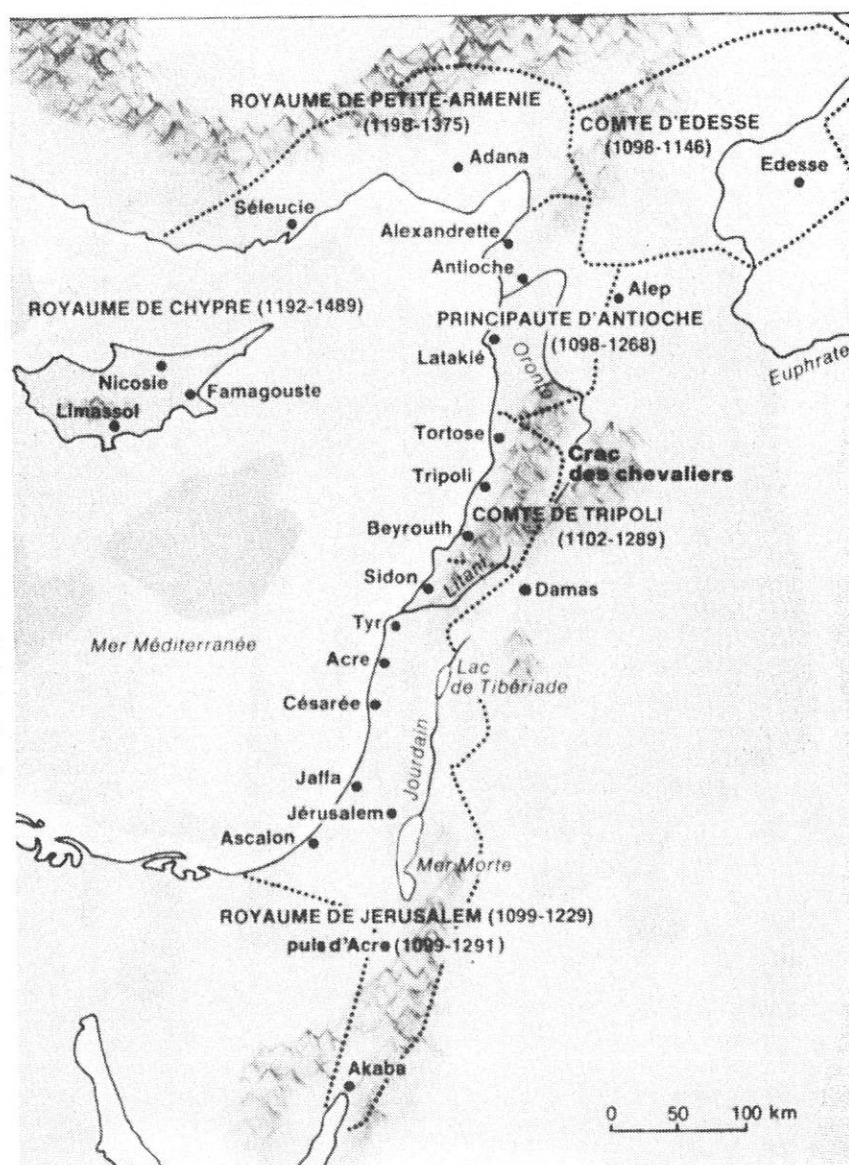 ROYAUME DE PETITE-ARMENIE
(1198-1375)
COMTE D'EDESSE
(1098-1146)
Adana
Edesse
Séleucie
Alexandrette
Antioche
Alep
ROYAUME DE CHYPRE (1192-1489)
PRINCIPAUTE D'ANTIOCHE
(1098-1268)
Latakié
Oronte
Euphrate
Nicosie
Famagouste
Limassol
Tortose
Crac
des chevaliers
Tripoli
COMTE DE TRIPOLI
(1102-1289)
Beyrouth
Litani
Sidon
Damas
Tyr
Mer Méditerranée
Acre
Lac
de Tibériade
Césarée
Jourdain
Jaffa
Jérusalem
Ascalon
Mer Morte
ROYAUME DE JERUSALEM (1099-1229)
puis d'Acre (1099-1291)
Akaba
0 50 100 km